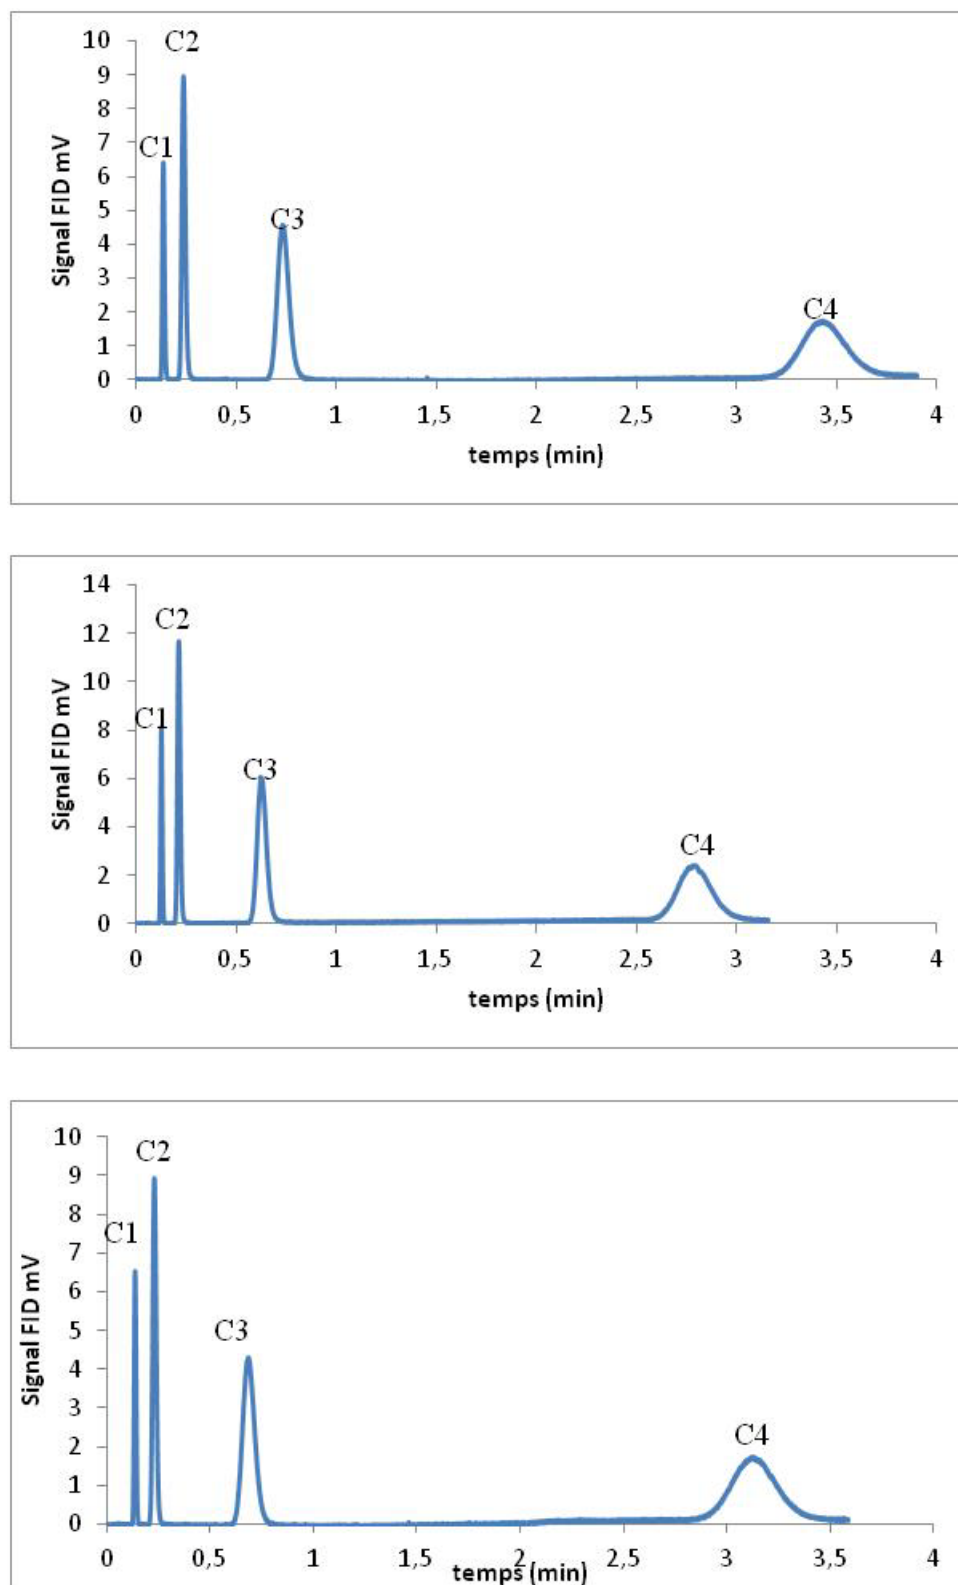 10
C2
9
8
7
C1
6
5
C3
4
3
2
C4
1
0
0 0,5 1 1,5 2 2,5 3 3,5 4
Signal FID mV
temps (min)
14
C2
12
10
C1
8
6
C3
4
C4
2
0
0 0,5 1 1,5 2 2,5 3 3,5 4
Signal FID mV
temps (min)
10
C2
9
8
C1
7
6
5
C3
4
3
C4
2
1
0
0 0,5 1 1,5 2 2,5 3 3,5 4
Signal FID mV
temps (min)